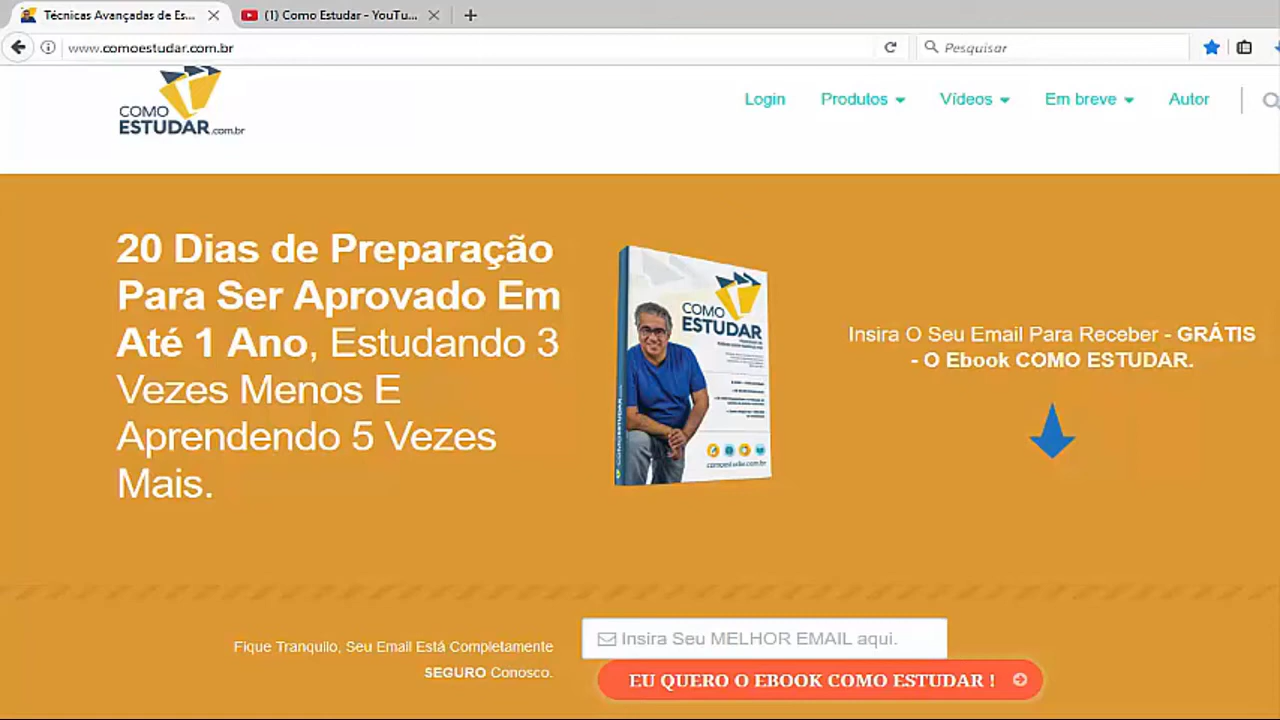 Técnicas Avançadas de Es...
(1) Como Estudar - YouTu...
www.comoestudar.com.br
Pesquisar
COMO
ESTUDAR.com.br
Login
Produtos
Vídeos
Em breve
Autor
20 Dias de Preparação
Para Ser Aprovado Em
Até 1 Ano, Estudando 3
Vezes Menos E
Aprendendo 5 Vezes
Mais.
COMO
ESTUDAR
comoestudar.com.br
Insira O Seu Email Para Receber - GRÁTIS
- O Ebook COMO ESTUDAR.
Fique Tranquilo, Seu Email Está Completamente
SEGURO Conosco.
Insira Seu MELHOR EMAIL aqui.
EU QUERO O EBOOK COMO ESTUDAR !